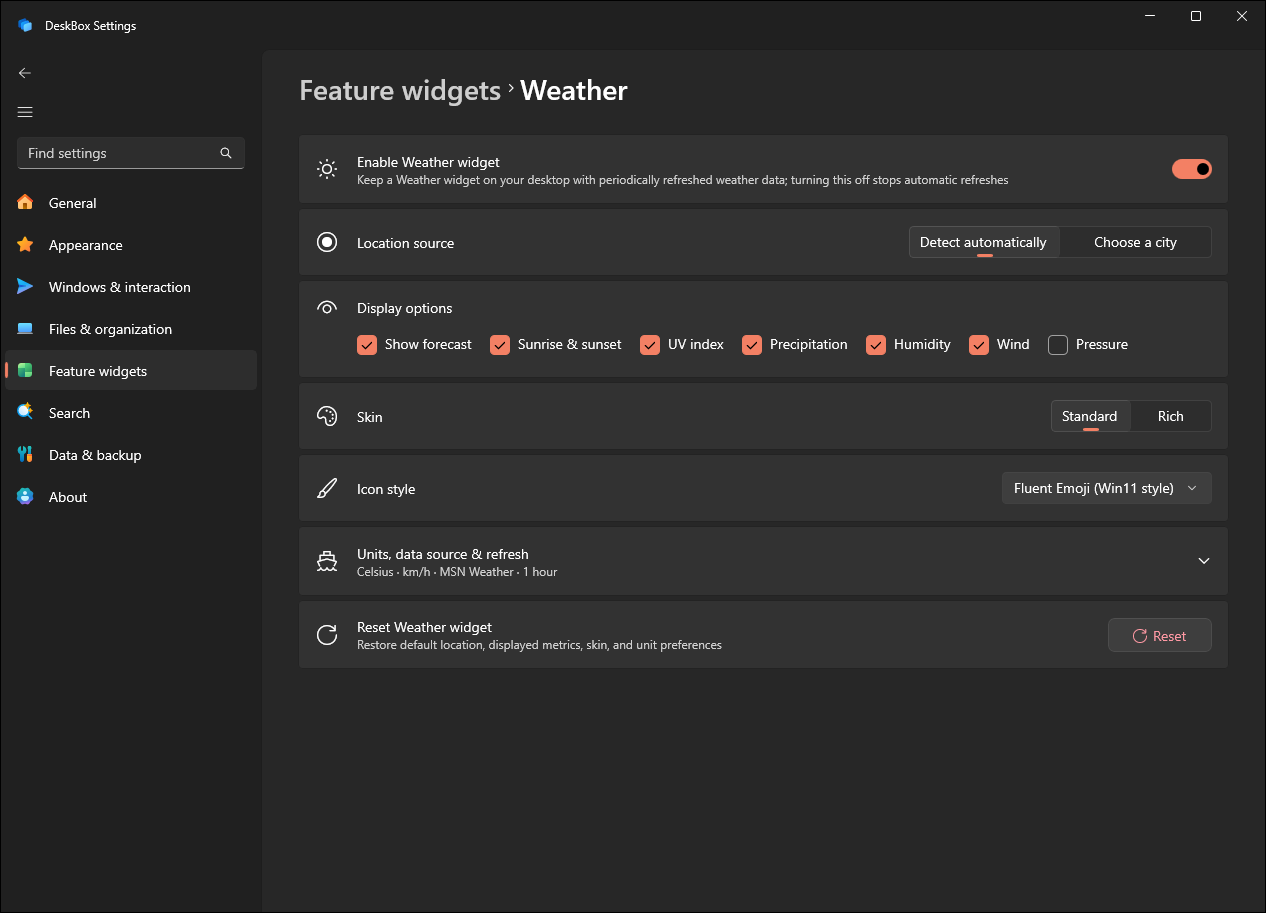 DeskBox Settings
Find settings
General
Appearance
Windows & interaction
Files & organization
Feature widgets
Search
Data & backup
About
Feature widgets › Weather
Enable Weather widget
Keep a Weather widget on your desktop with periodically refreshed weather data; turning this off stops automatic refreshes
Location source
Detect automatically
Choose a city
Display options
Show forecast
Sunrise & sunset
UV index
Precipitation
Humidity
Wind
Pressure
Skin
Standard
Rich
Icon style
Fluent Emoji (Win11 style)
Units, data source & refresh
Celsius · km/h · MSN Weather · 1 hour
Reset Weather widget
Restore default location, displayed metrics, skin, and unit preferences
Reset